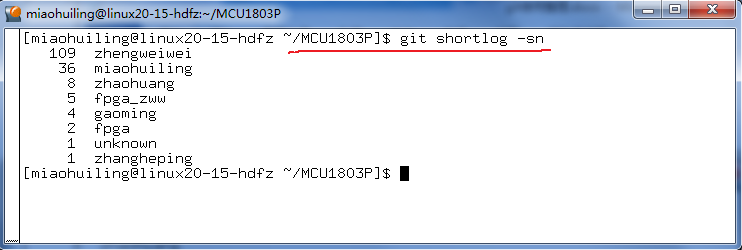 miaohuiling@linux20-15-hdfz:~/MCU1803P
[miaohuiling@linux20-15-hdfz ~/MCU1803P]$ git shortlog -sn
109 zhengweiwei
36 miaohuiling
8 zhaohuang
5 fpga_zww
4 gaoming
2 fpga
1 unknown
1 zhangheping
[miaohuiling@linux20-15-hdfz ~/MCU1803P]$